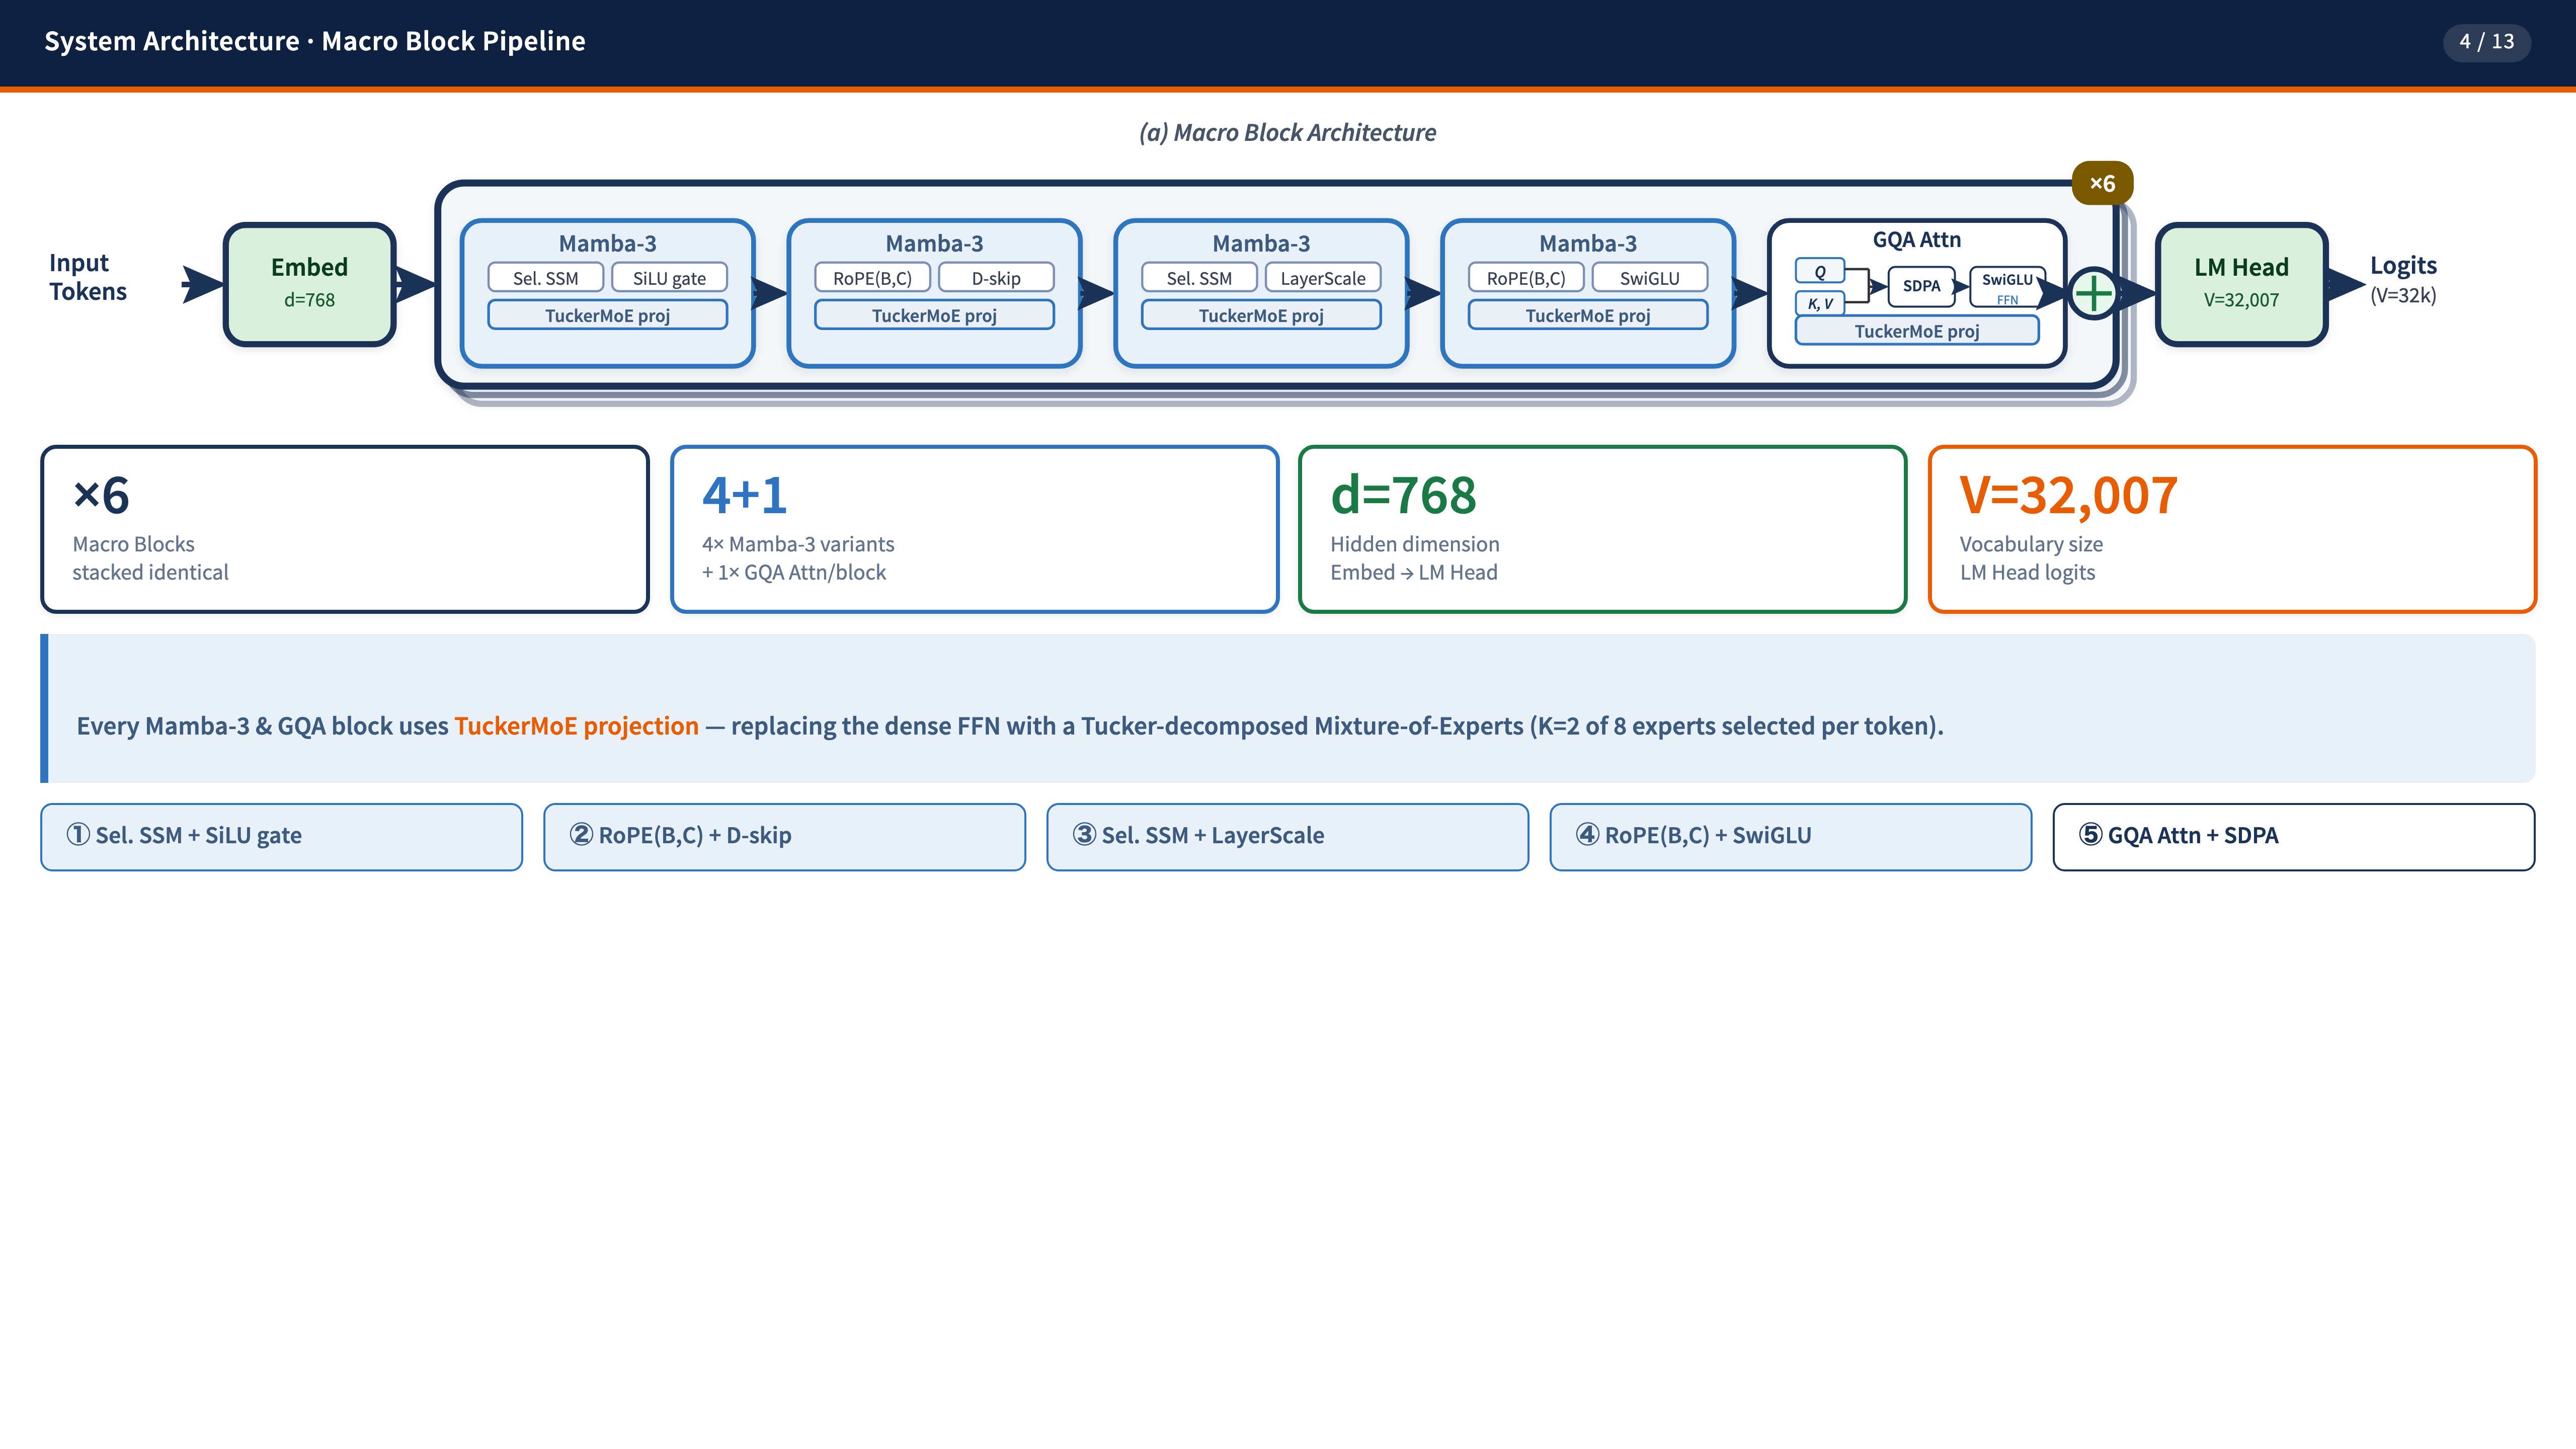 System Architecture · Macro Block Pipeline
4 / 13
(a) Macro Block Architecture
×6
Input
Tokens
Embed
d=768
Mamba-3
Sel. SSM
SiLU gate
TuckerMoE proj
Mamba-3
RoPE(B,C)
D-skip
TuckerMoE proj
Mamba-3
Sel. SSM
LayerScale
TuckerMoE proj
Mamba-3
RoPE(B,C)
SwiGLU
TuckerMoE proj
GQA Attn
Q
K, V
SDPA
SwiGLU
FFN
TuckerMoE proj
LM Head
V=32,007
Logits
(V=32k)
×6
Macro Blocks
stacked identical
4+1
4× Mamba-3 variants
+ 1× GQA Attn/block
d=768
Hidden dimension
Embed → LM Head
V=32,007
Vocabulary size
LM Head logits
Every Mamba-3 & GQA block uses TuckerMoE projection — replacing the dense FFN with a Tucker-decomposed Mixture-of-Experts (K=2 of 8 experts selected per token).
① Sel. SSM + SiLU gate
② RoPE(B,C) + D-skip
③ Sel. SSM + LayerScale
④ RoPE(B,C) + SwiGLU
⑤ GQA Attn + SDPA